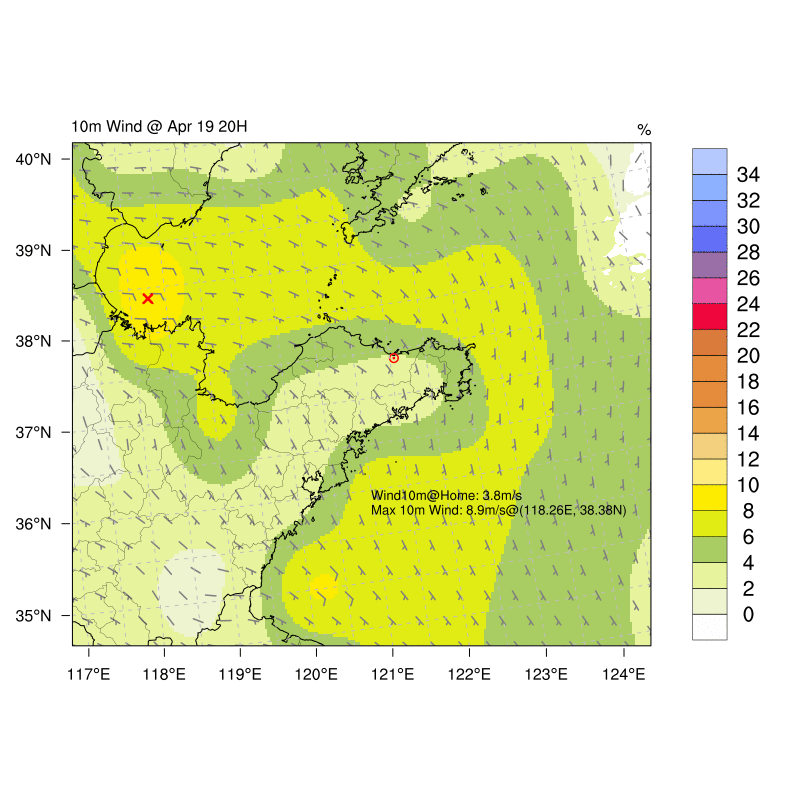 10m Wind @ Apr 19 20H
%
40°N
39°N
38°N
37°N
36°N
35°N
117°E
118°E
119°E
120°E
121°E
122°E
123°E
124°E
Wind10m@Home: 3.8m/s
Max 10m Wind: 8.9m/s@(118.26E, 38.38N)
34
32
30
28
26
24
22
20
18
16
14
12
10
8
6
4
2
0